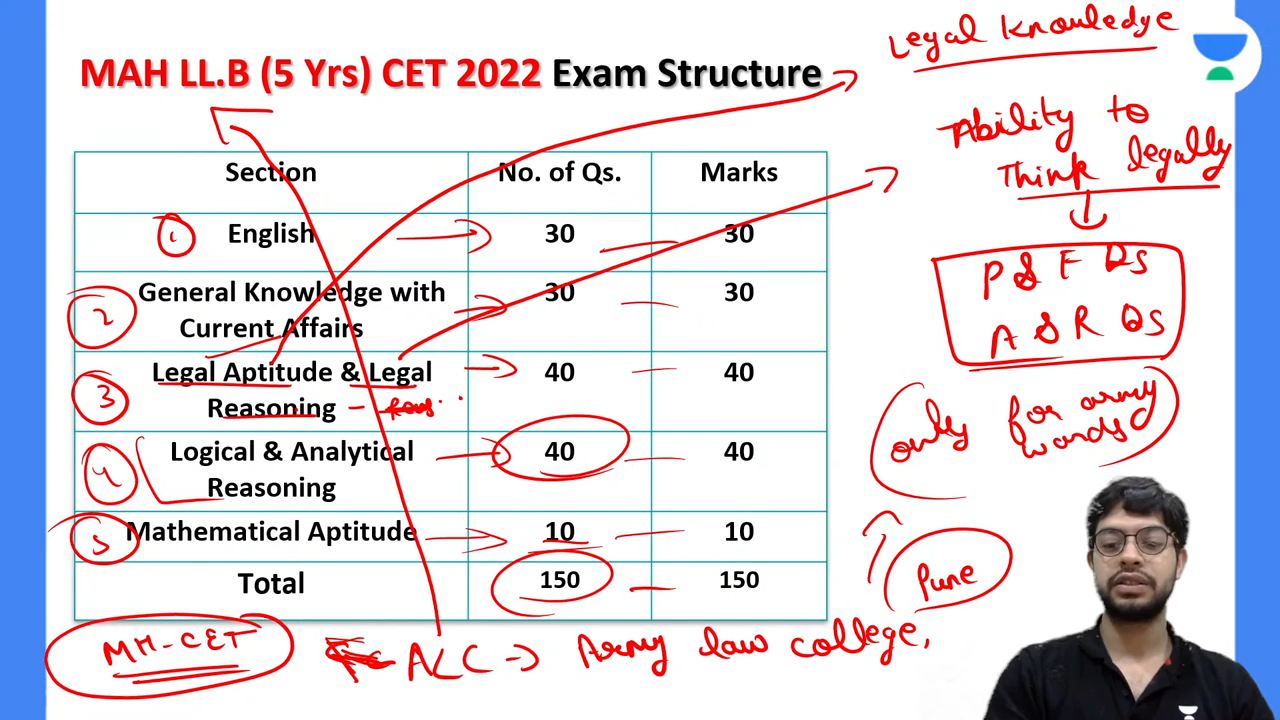 Legal Knowledge
MAH LL.B (5 Yrs) CET 2022 Exam Structure
Ability to
Think legally
Section No. of Qs. Marks
1 English 30 30
2 General Knowledge with
Current Affairs 30 30
3 Legal Aptitude & Legal
Reasoning 40 40
4 Logical & Analytical
Reasoning 40 40
5 Mathematical Aptitude 10 10
Total 150 150
P & F Qs
A & R Qs
only for army
words
Pune
MH-CET
ALC → Army law college,